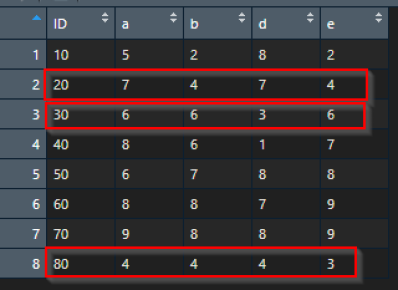 ID a b d e
1 10 5 2 8 2
2 20 7 4 7 4
3 30 6 6 3 6
4 40 8 6 1 7
5 50 6 7 8 8
6 60 8 8 7 9
7 70 9 8 8 9
8 80 4 4 4 3